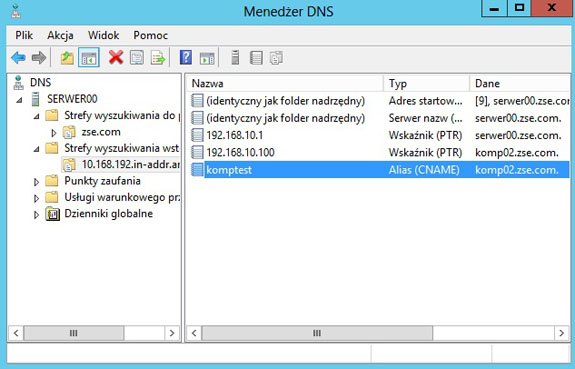 Menedżer DNS
Plik Akcja Widok Pomoc
DNS
SERWER00
Strefy wyszukiwania do p
zse.com
Strefy wyszukiwania wst
10.168.192.in-addr.ar
Punkty zaufania
Usługi warunkowego prz
Dzienniki globalne
Nazwa Typ Dane
(identyczny jak folder nadrzędny) Adres startow... [9], serwer00.zse.com.
(identyczny jak folder nadrzędny) Serwer nazw (... serwer00.zse.com.
192.168.10.1 Wskaźnik (PTR) serwer00.zse.com.
192.168.10.100 Wskaźnik (PTR) komp02.zse.com.
komptest Alias (CNAME) komp02.zse.com.